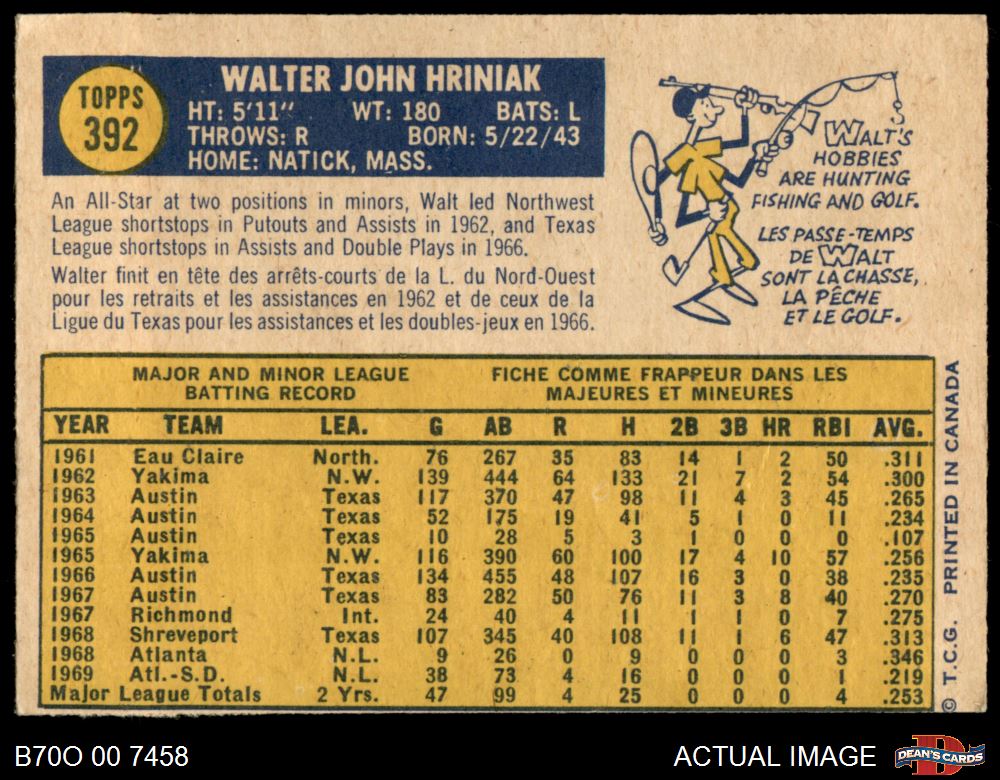 TOPPS
392
WALTER JOHN HRINIAK
HT: 5'11" WT: 180 BATS: L
THROWS: R BORN: 5/22/43
HOME: NATICK, MASS.
An All-Star at two positions in minors, Walt led Northwest
League shortstops in Putouts and Assists in 1962, and Texas
League shortstops in Assists and Double Plays in 1966.
Walter finit en tête des arrêts-courts de la L. du Nord-Ouest
pour les retraits et les assistances en 1962 et de ceux de la
Ligue du Texas pour les assistances et les doubles-jeux en 1966.
WALT'S
HOBBIES
ARE HUNTING
FISHING AND GOLF.
LES PASSE-TEMPS
DE WALT
SONT LA CHASSE,
LA PÊCHE
ET LE GOLF.
MAJOR AND MINOR LEAGUE
BATTING RECORD
FICHE COMME FRAPPEUR DANS LES
MAJEURES ET MINEURES
YEAR TEAM LEA. G AB R H 2B 3B HR RBI AVG.
1961 Eau Claire North. 76 267 35 83 14 1 2 50 .311
1962 Yakima N.W. 139 444 64 133 21 7 2 54 .300
1963 Austin Texas 117 370 47 98 11 4 3 45 .265
1964 Austin Texas 52 175 19 41 5 1 0 11 .234
1965 Austin Texas 10 28 5 3 1 0 0 0 .107
1965 Yakima N.W. 116 390 60 100 17 4 10 57 .256
1966 Austin Texas 134 455 48 107 16 3 0 38 .235
1967 Austin Texas 83 282 50 76 11 3 8 40 .270
1967 Richmond Int. 24 40 4 11 1 1 0 7 .275
1968 Shreveport Texas 107 345 40 108 11 1 6 47 .313
1968 Atlanta N.L. 9 26 0 9 0 0 0 3 .346
1969 Atl.-S.D. N.L. 38 73 4 16 0 0 0 1 .219
Major League Totals 2 Yrs. 47 99 4 25 0 0 0 4 .253
© T.C.G. PRINTED IN CANADA
B70O 00 7458
ACTUAL IMAGE
D
DEAN'S CARDS